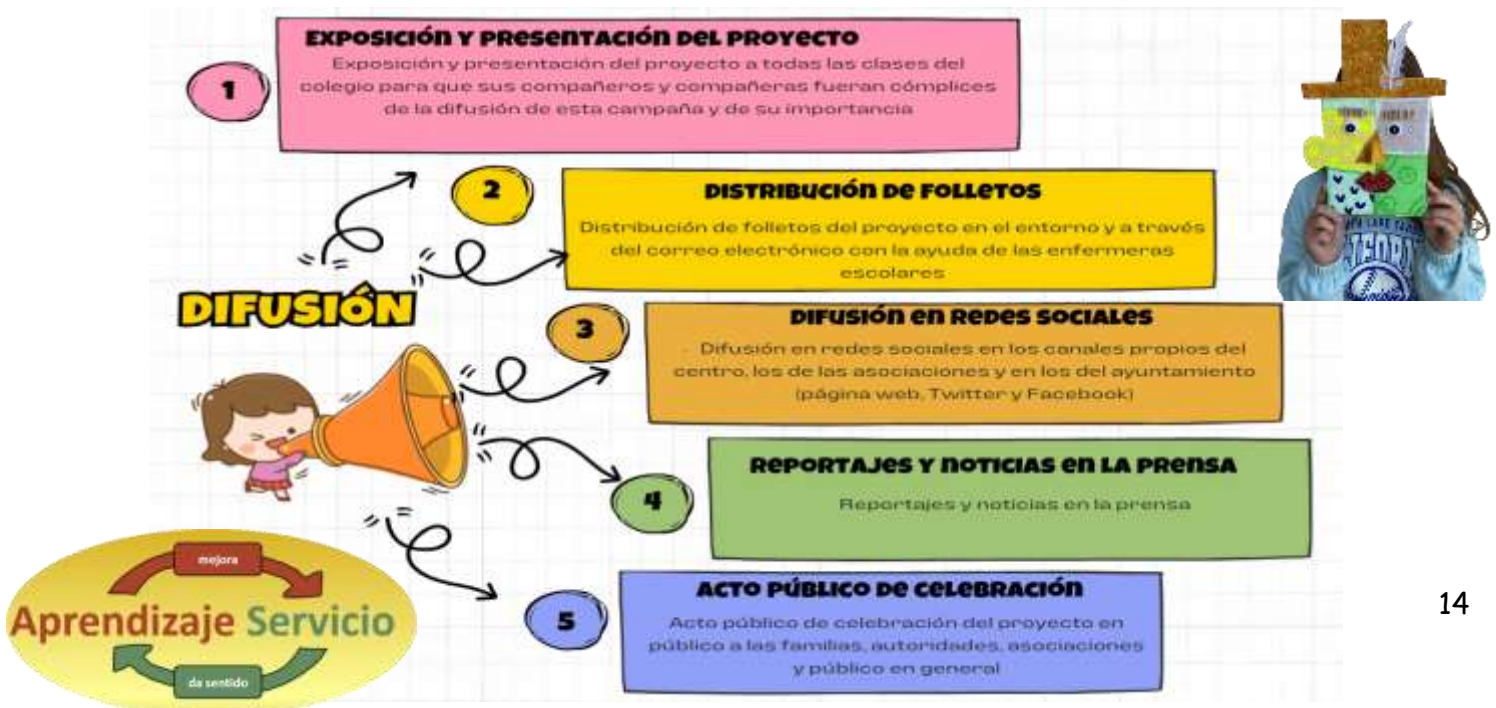 EXPOSICIÓN Y PRESENTACIÓN DEL PROYECTO
1
Exposición y presentación del proyecto a todas las clases del
colegio para que sus compañeros y compañeras fueran cómplices
de la difusión de esta campaña y de su importancia
2
DISTRIBUCIÓN DE FOLLETOS
Distribución de folletos del proyecto en el entorno y a través
del correo electrónico con la ayuda de las enfermeras
escolares
DIFUSIÓN
3
DIFUSIÓN EN REDES SOCIALES
Difusión en redes sociales en los canales propios del
centro, los de las asociaciones y en los del ayuntamiento
(página web, Twitter y Facebook)
4
REPORTAJES Y NOTICIAS EN LA PRENSA
Reportajes y noticias en la prensa
5
ACTO PÚBLICO DE CELEBRACIÓN
Acto público de celebración del proyecto en
público a las familias, autoridades, asociaciones
y público en general
mejora
Aprendizaje Servicio
da sentido
14